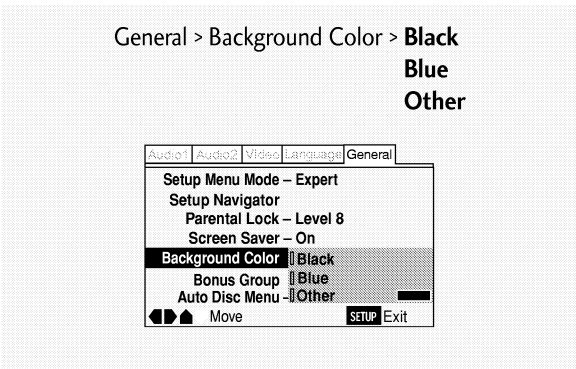 General > Background Color > Black
Blue
Other
Audio1 Audio2 Video Language General
Setup Menu Mode – Expert
Setup Navigator
Parental Lock – Level 8
Screen Saver – On
Background Color Black
Bonus Group Blue
Auto Disc Menu – Other
Move SETUP Exit